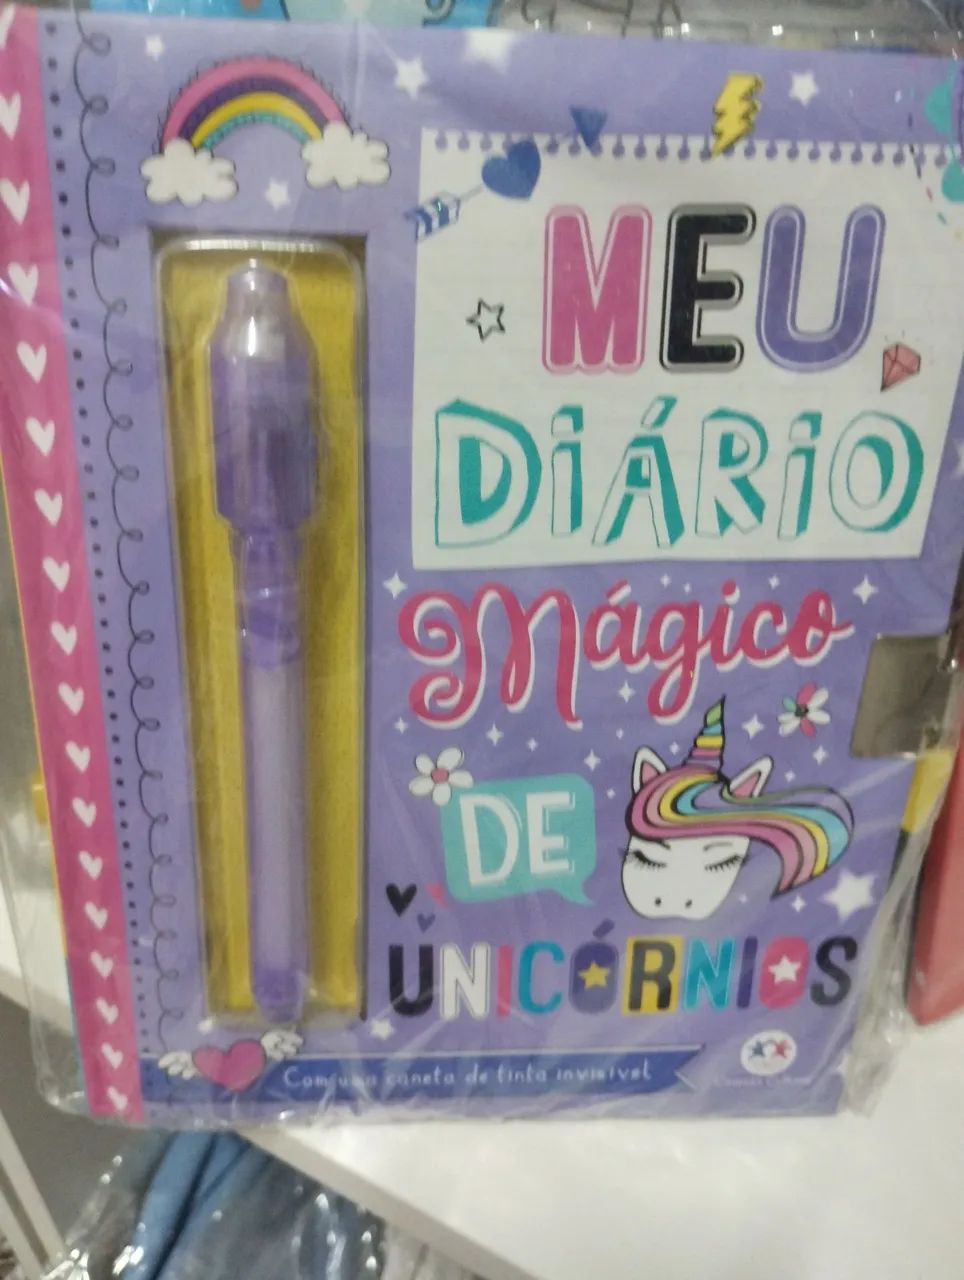 MEU
DIÁRIO
Mágico
DE
UNICÓRNIOS
Com uma caneta de tinta invisível